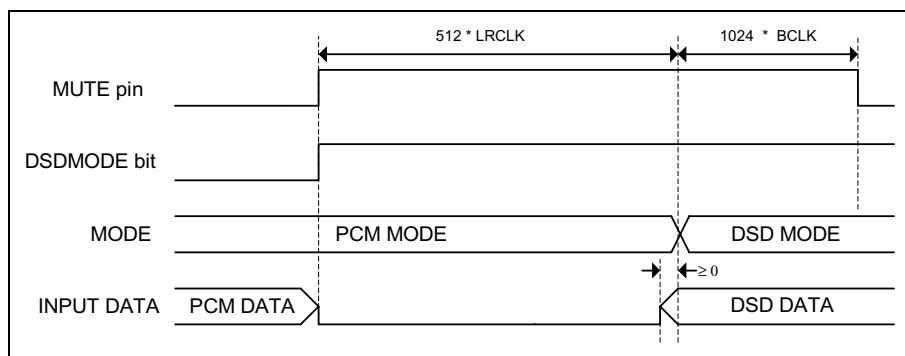 512 * LRCLK
1024 * BCLK
MUTE pin
DSDMODE bit
MODE
PCM MODE
DSD MODE
≥ 0
INPUT DATA
PCM DATA
DSD DATA